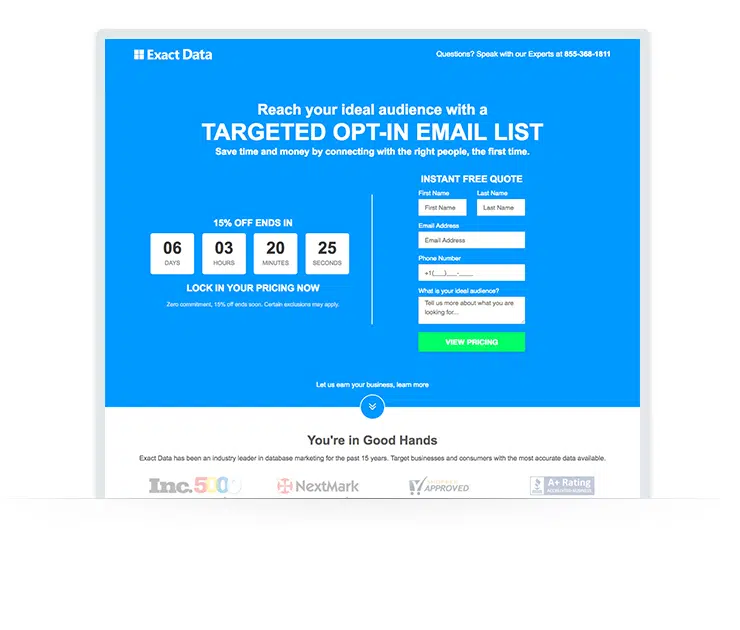 Exact Data
Questions? Speak with our Experts at 855-368-1811
Reach your ideal audience with a
TARGETED OPT-IN EMAIL LIST
Save time and money by connecting with the right people, the first time.
15% OFF ENDS IN
06 03 20 25
DAYS HOURS MINUTES SECONDS
LOCK IN YOUR PRICING NOW
Zero commitment, 15% off ends soon. Certain exclusions may apply.
INSTANT FREE QUOTE
First Name Last Name
First Name Last Name
Email Address
Email Address
Phone Number
+1(___)___-____
What is your ideal audience?
Tell us more about what you are
looking for...
VIEW PRICING
Let us earn your business, learn more
You're in Good Hands
Exact Data has been an industry leader in database marketing for the past 15 years. Target businesses and consumers with the most accurate data available.
Inc. 5000 NextMark APPROVED A+ Rating
ACCREDITED BUSINESS